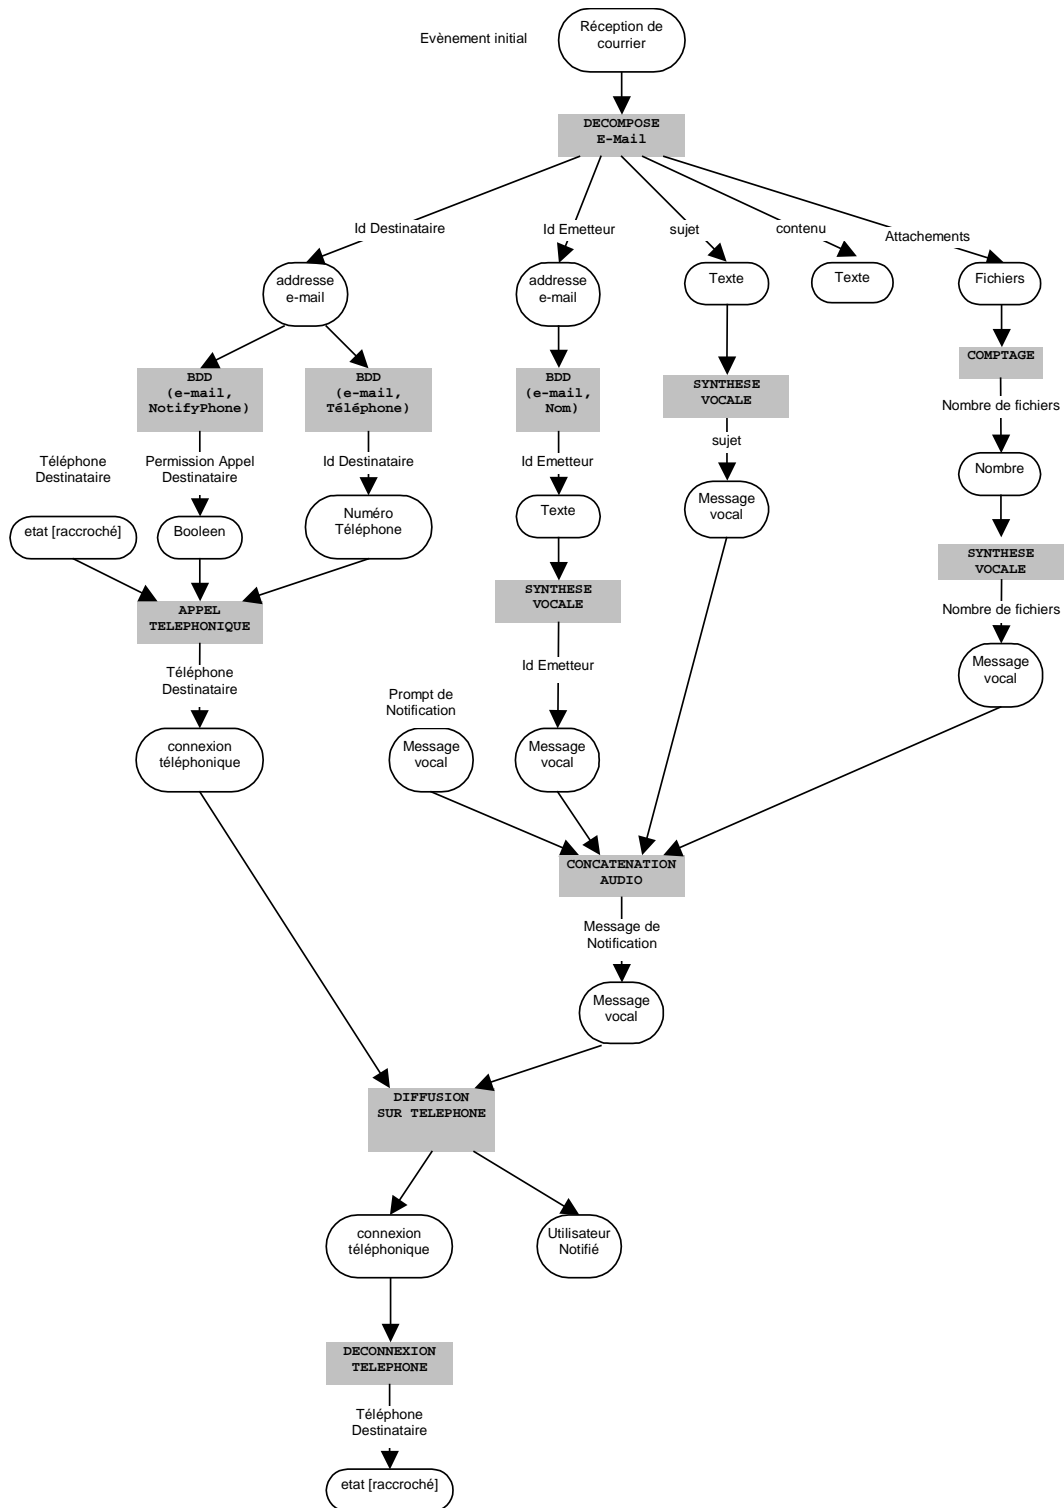 Evènement initial
Réception de
courrier
DECOMPOSE
E-Mail
Id Destinataire
Id Emetteur
sujet
contenu
Attachements
addresse
e-mail
addresse
e-mail
Texte
Texte
Fichiers
BDD
(e-mail,
NotifyPhone)
BDD
(e-mail,
Téléphone)
BDD
(e-mail,
Nom)
SYNTHESE
VOCALE
COMPTAGE
Nombre de fichiers
Téléphone
Destinataire
Permission Appel
Destinataire
Id Destinataire
Id Emetteur
sujet
Nombre
etat [raccroché]
Booleen
Numéro
Téléphone
Texte
Message
vocal
SYNTHESE
VOCALE
APPEL
TELEPHONIQUE
SYNTHESE
VOCALE
Nombre de fichiers
Téléphone
Destinataire
Id Emetteur
Message
vocal
Prompt de
Notification
connexion
téléphonique
Message
vocal
Message
vocal
CONCATENATION
AUDIO
Message de
Notification
Message
vocal
DIFFUSION
SUR TELEPHONE
connexion
téléphonique
Utilisateur
Notifié
DECONNEXION
TELEPHONE
Téléphone
Destinataire
etat [raccroché]